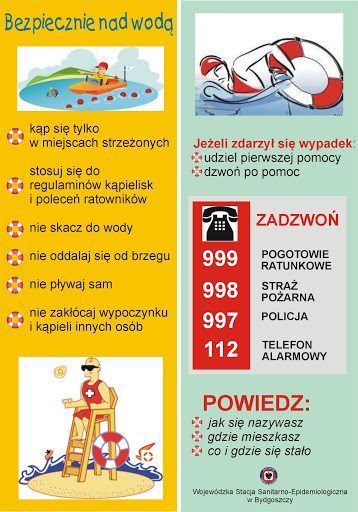 Bezpiecznie nad wodą
kąp się tylko
w miejscach strzeżonych
stosuj się do
regulaminów kąpielisk
i poleceń ratowników
nie skacz do wody
nie oddalaj się od brzegu
nie pływaj sam
nie zakłócaj wypoczynku
i kąpieli innych osób
Jeżeli zdarzył się wypadek:
udziel pierwszej pomocy
dzwoń po pomoc
ZADZWOŃ
999 POGOTOWIE
RATUNKOWE
998 STRAŻ
POŻARNA
997 POLICJA
112 TELEFON
ALARMOWY
POWIEDZ:
jak się nazywasz
gdzie mieszkasz
co i gdzie się stało
Wojewódzka Stacja Sanitarno-Epidemiologiczna
w Bydgoszczy